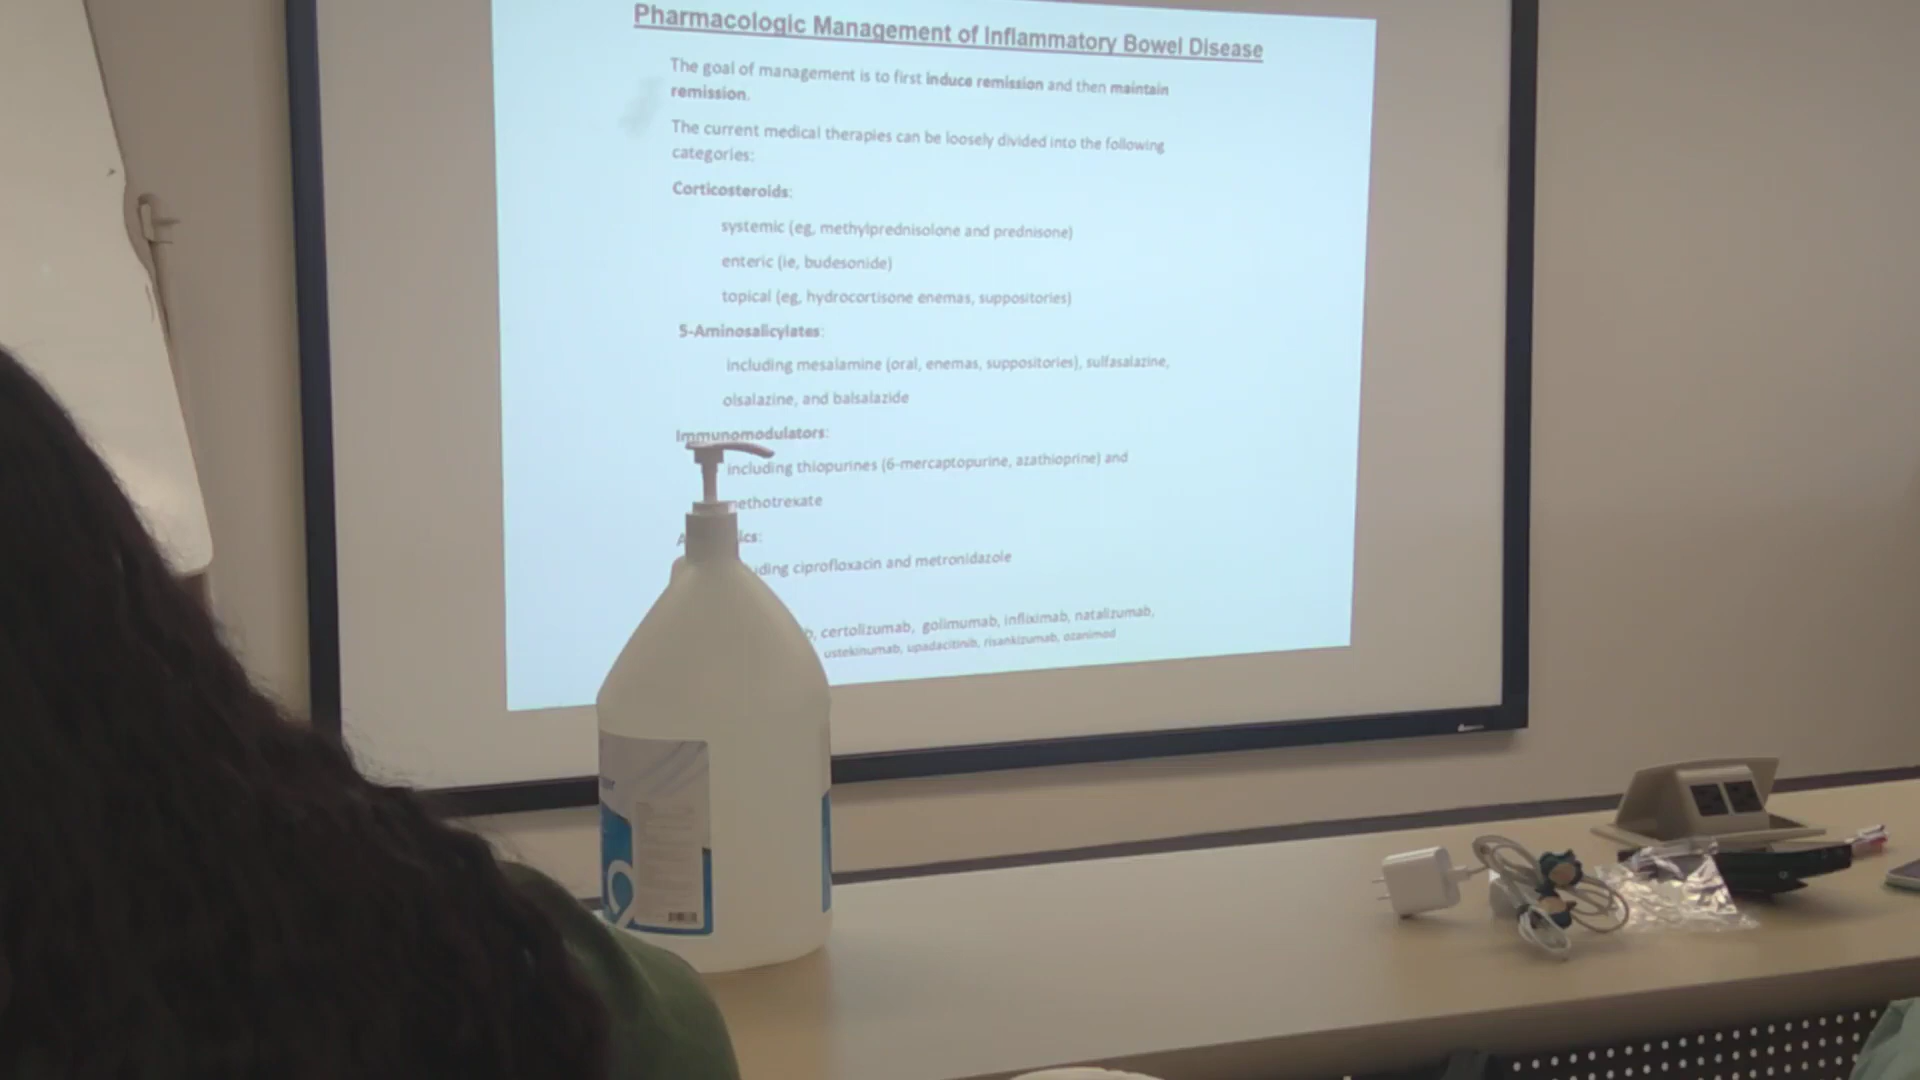 Pharmacologic Management of Inflammatory Bowel Disease
The goal of management is to first induce remission and then maintain
remission.
The current medical therapies can be loosely divided into the following
categories:
Corticosteroids:
systemic (eg, methylprednisolone and prednisone)
enteric (ie, budesonide)
topical (eg, hydrocortisone enemas, suppositories)
5-Aminosalicylates:
including mesalamine (oral, enemas, suppositories), sulfasalazine,
olsalazine, and balsalazide
Immunomodulators:
including thiopurines (6-mercaptopurine, azathioprine) and
methotrexate
ciprofloxacin and metronidazole
certolizumab, golimumab, infliximab, natalizumab,
ustekinumab, upadacitinib, risankizumab, ozanimod